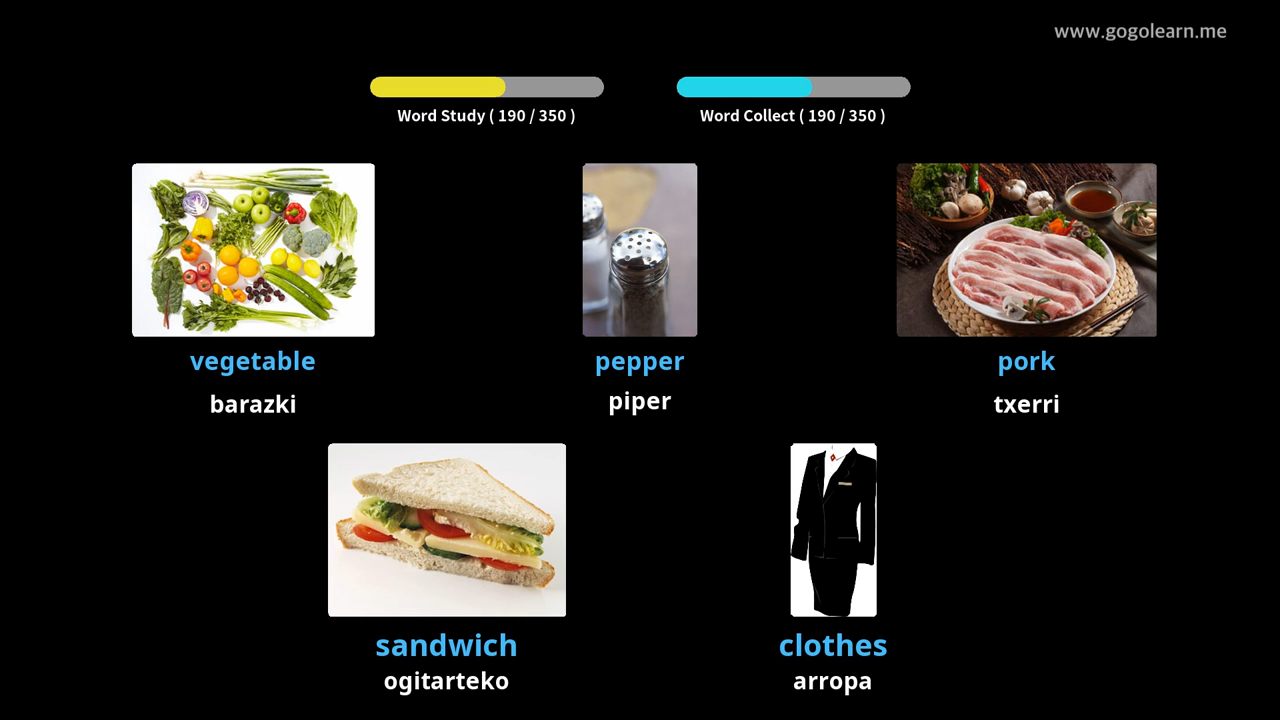 www.gogolearn.me
Word Study ( 190 / 350 )
Word Collect ( 190 / 350 )
vegetable
barazki
pepper
piper
pork
txerri
sandwich
ogitarteko
clothes
arropa